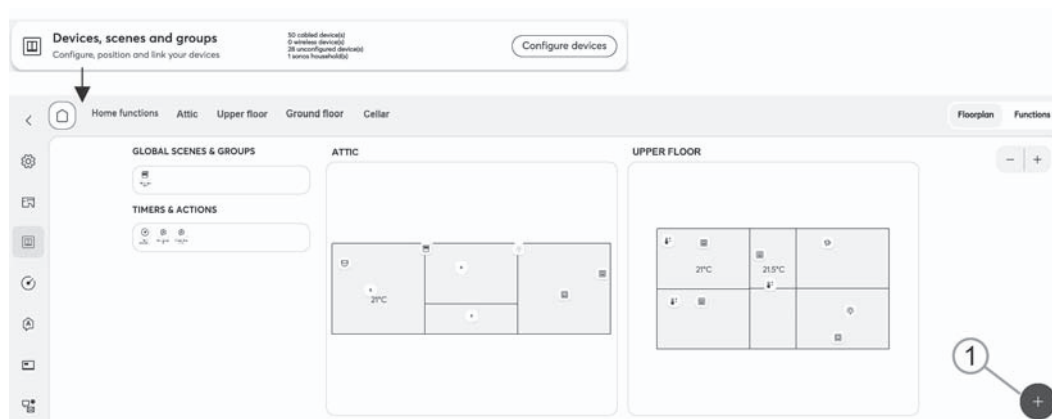 Devices, scenes and groups
Configure, position and link your devices
50 cabled device(s)
0 wireless device(s)
28 unconfigured device(s)
1 sonos household(s)
Configure devices
Home functions Attic Upper floor Ground floor Cellar
Floorplan Functions
GLOBAL SCENES & GROUPS
TIMERS & ACTIONS
ATTIC
21°C
UPPER FLOOR
21°C
21.5°C
- +
1
+